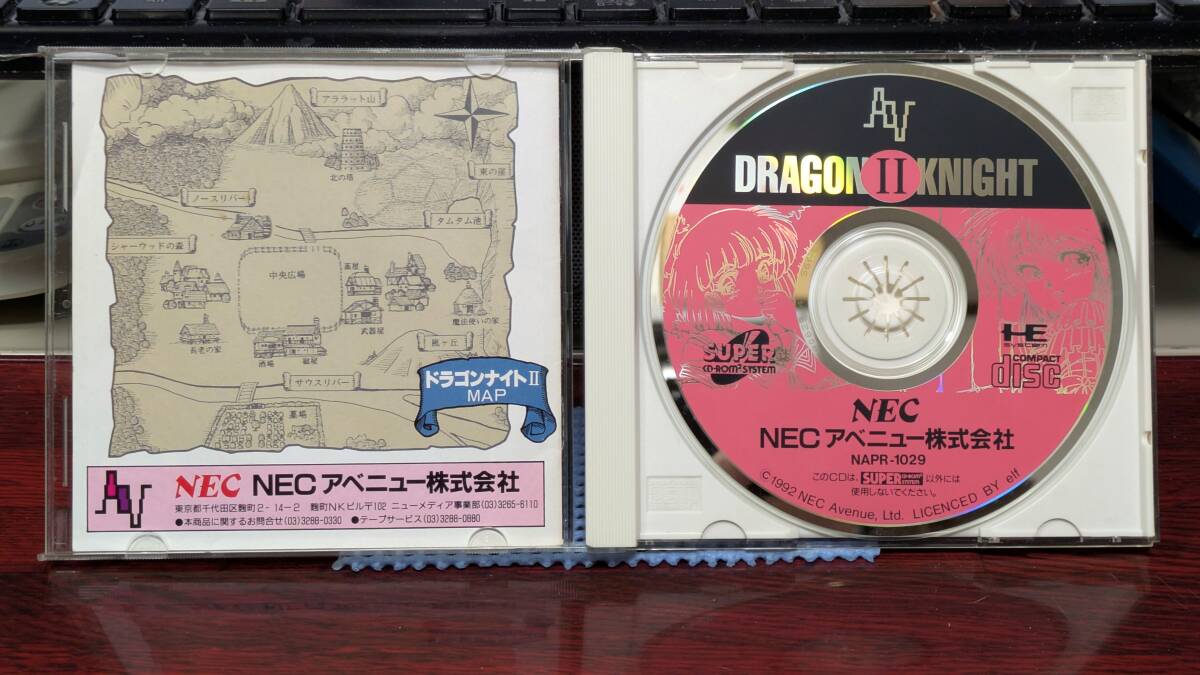 アララット山
北の塔
東の崖
ノースリバー
タムタム池
シャーウッドの森
中央広場
薬屋
武器屋
魔法使いの家
長老の家
風ヶ丘
酒場
宿屋
サウスリバー
墓場
ドラゴンナイトⅡ
MAP
NEC NECアベニュー株式会社
東京都千代田区麹町2-14-2 麹町NKビル〒102 ニューメディア事業部(03)3265-6110
●本商品に関するお問合せ(03)3288-0330 ●テープサービス(03)3288-0880
AV
DRAGON II KNIGHT
SUPER
CD-ROM² SYSTEM
HE
system
COMPACT
disc
NEC
NECアベニュー株式会社
NAPR-1029
このCDは、SUPER CD-ROM² SYSTEM 以外には
使用しないでください。
©1992 NEC Avenue, Ltd. LICENCED BY elf